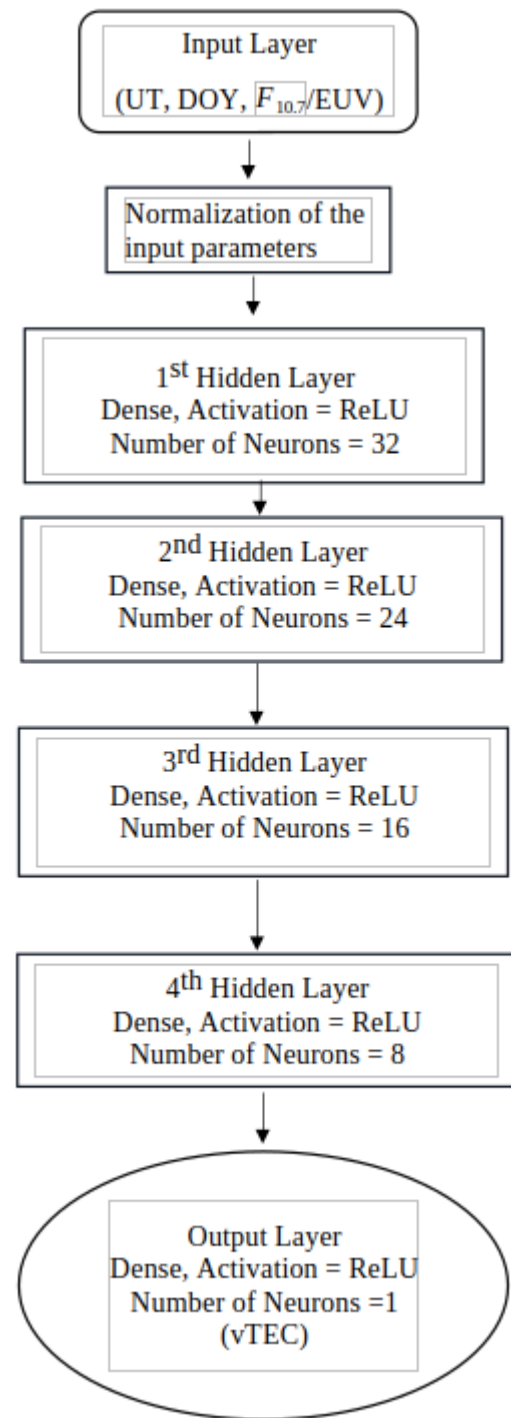 Input Layer
(UT, DOY, F10.7/EUV)
Normalization of the
input parameters
1st Hidden Layer
Dense, Activation = ReLU
Number of Neurons = 32
2nd Hidden Layer
Dense, Activation = ReLU
Number of Neurons = 24
3rd Hidden Layer
Dense, Activation = ReLU
Number of Neurons = 16
4th Hidden Layer
Dense, Activation = ReLU
Number of Neurons = 8
Output Layer
Dense, Activation = ReLU
Number of Neurons =1
(vTEC)